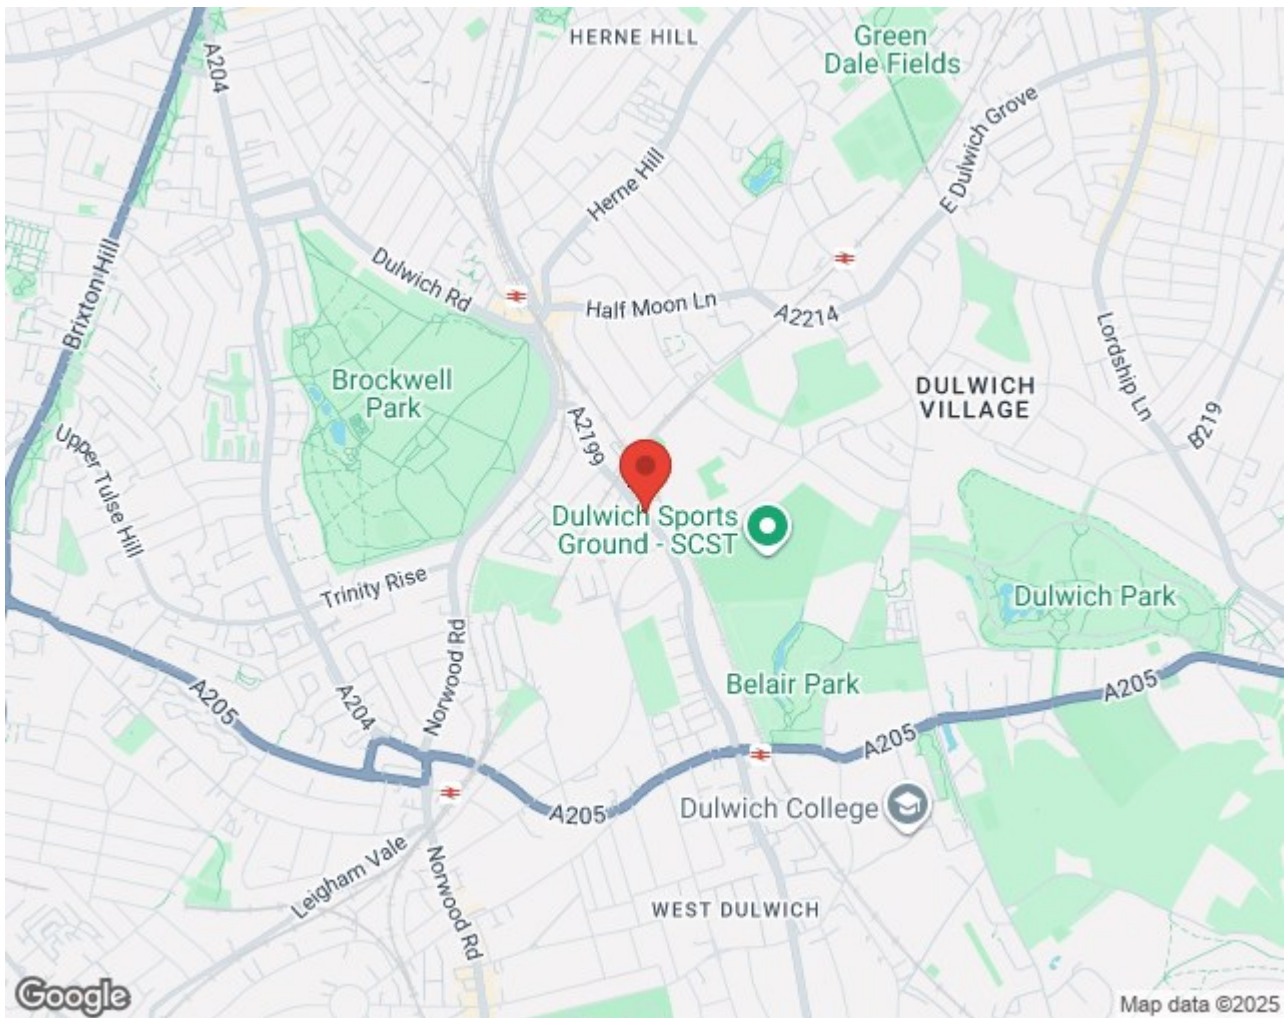 HERNE HILL
Green
Dale Fields
A204
E Dulwich Grove
Herne Hill
Brixton Hill
Dulwich Rd
Half Moon Ln
A2214
Lordship Ln
Brockwell
Park
DULWICH
VILLAGE
A2199
B219
Upper Tulse Hill
Dulwich Sports
Ground - SCST
Trinity Rise
Dulwich Park
Norwood Rd
Belair Park
A205
A204
A205
A205
A205
Dulwich College
Leigham Vale
Norwood Rd
WEST DULWICH
Google
Map data ©2025